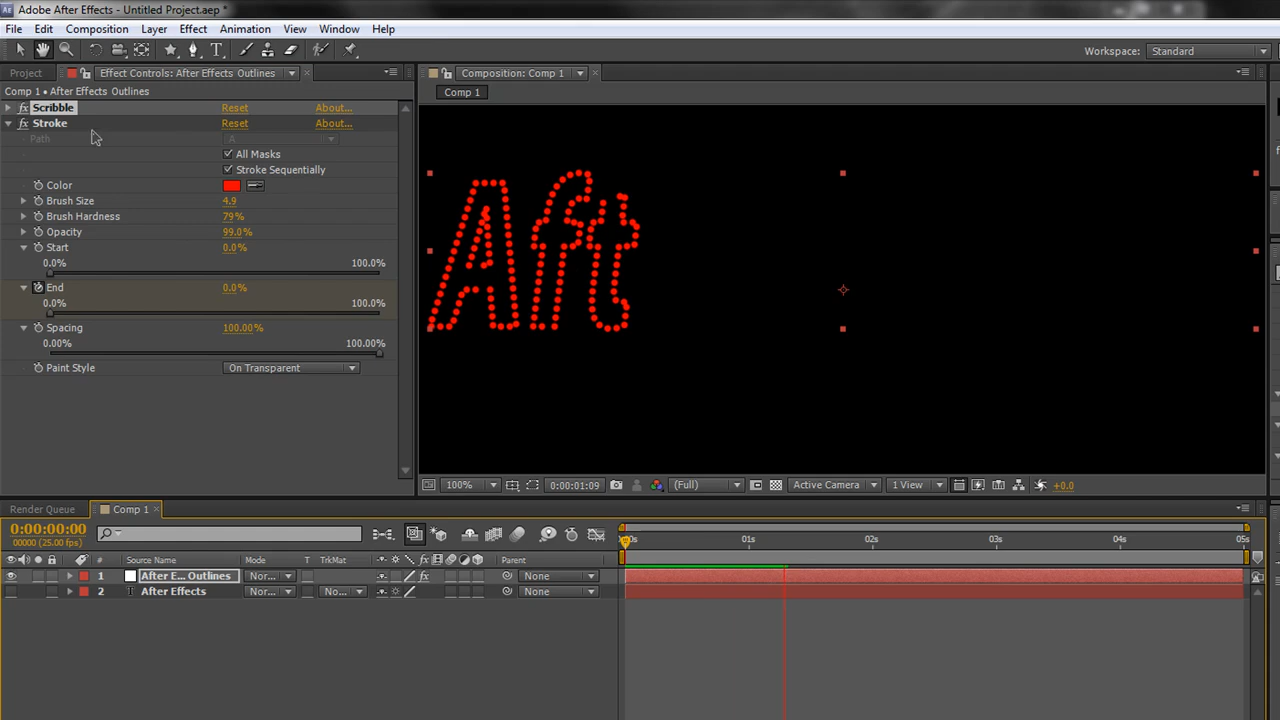 Adobe After Effects - Untitled Project.aep *
File Edit Composition Layer Effect Animation View Window Help
Workspace: Standard
Project Effect Controls: After Effects Outlines
Composition: Comp 1
Comp 1 • After Effects Outlines
Comp 1
fx Scribble Reset About...
fx Stroke Reset About...
Path A
All Masks
Stroke Sequentially
Color
Brush Size 4.9
Brush Hardness 79%
Opacity 99.0%
Start 0.0%
0.0% 100.0%
End 0.0%
0.0% 100.0%
Spacing 100.00%
0.00% 100.00%
Paint Style On Transparent
Aft
100% 0:00:01:09 (Full) Active Camera 1 View +0.0
Render Queue Comp 1
0:00:00:00
00000 (25.00 fps)
00s 01s 02s 03s 04s 05s
# Source Name Mode T TrkMat Parent
1 After E... Outlines Nor... None
2 T After Effects Nor... No... None